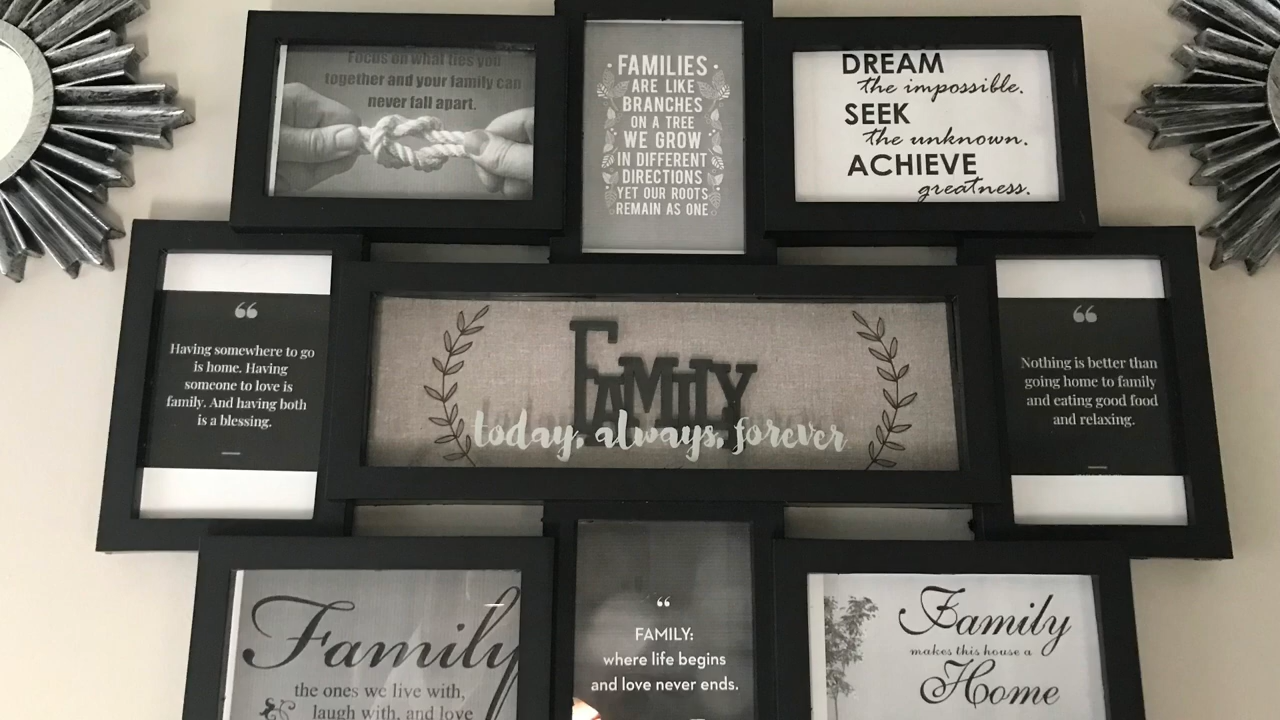 Focus on what ties you
together and your family can
never fall apart.
FAMILIES
ARE LIKE
BRANCHES
ON A TREE
WE GROW
IN DIFFERENT
DIRECTIONS
YET OUR ROOTS
REMAIN AS ONE
DREAM
the impossible.
SEEK
the unknown.
ACHIEVE
greatness.
“
Having somewhere to go
is home. Having
someone to love is
family. And having both
is a blessing.
FAMILY
today, always, forever
“
Nothing is better than
going home to family
and eating good food
and relaxing.
Family
the ones we live with,
laugh with, and love
“
FAMILY:
where life begins
and love never ends.
Family
makes this house a
Home